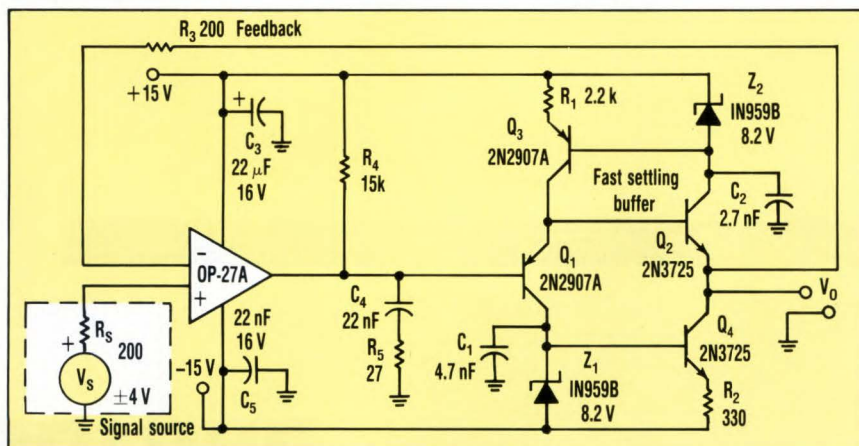 R3 200 Feedback
+15 V
+
C3
22 μF
16 V
R4
15k
R1 2.2 k
Q3
2N2907A
Z2
IN959B
8.2 V
Fast settling
buffer
C2
2.7 nF
Q2
2N3725
Q1
2N2907A
−
OP-27A
+
C4
22 nF
R5
27
C1
4.7 nF
Z1
IN959B
8.2 V
VO
Q4
2N3725
R2
330
RS
200
+
VS
±4 V
Signal source
22 nF
16 V
C5
−15 V